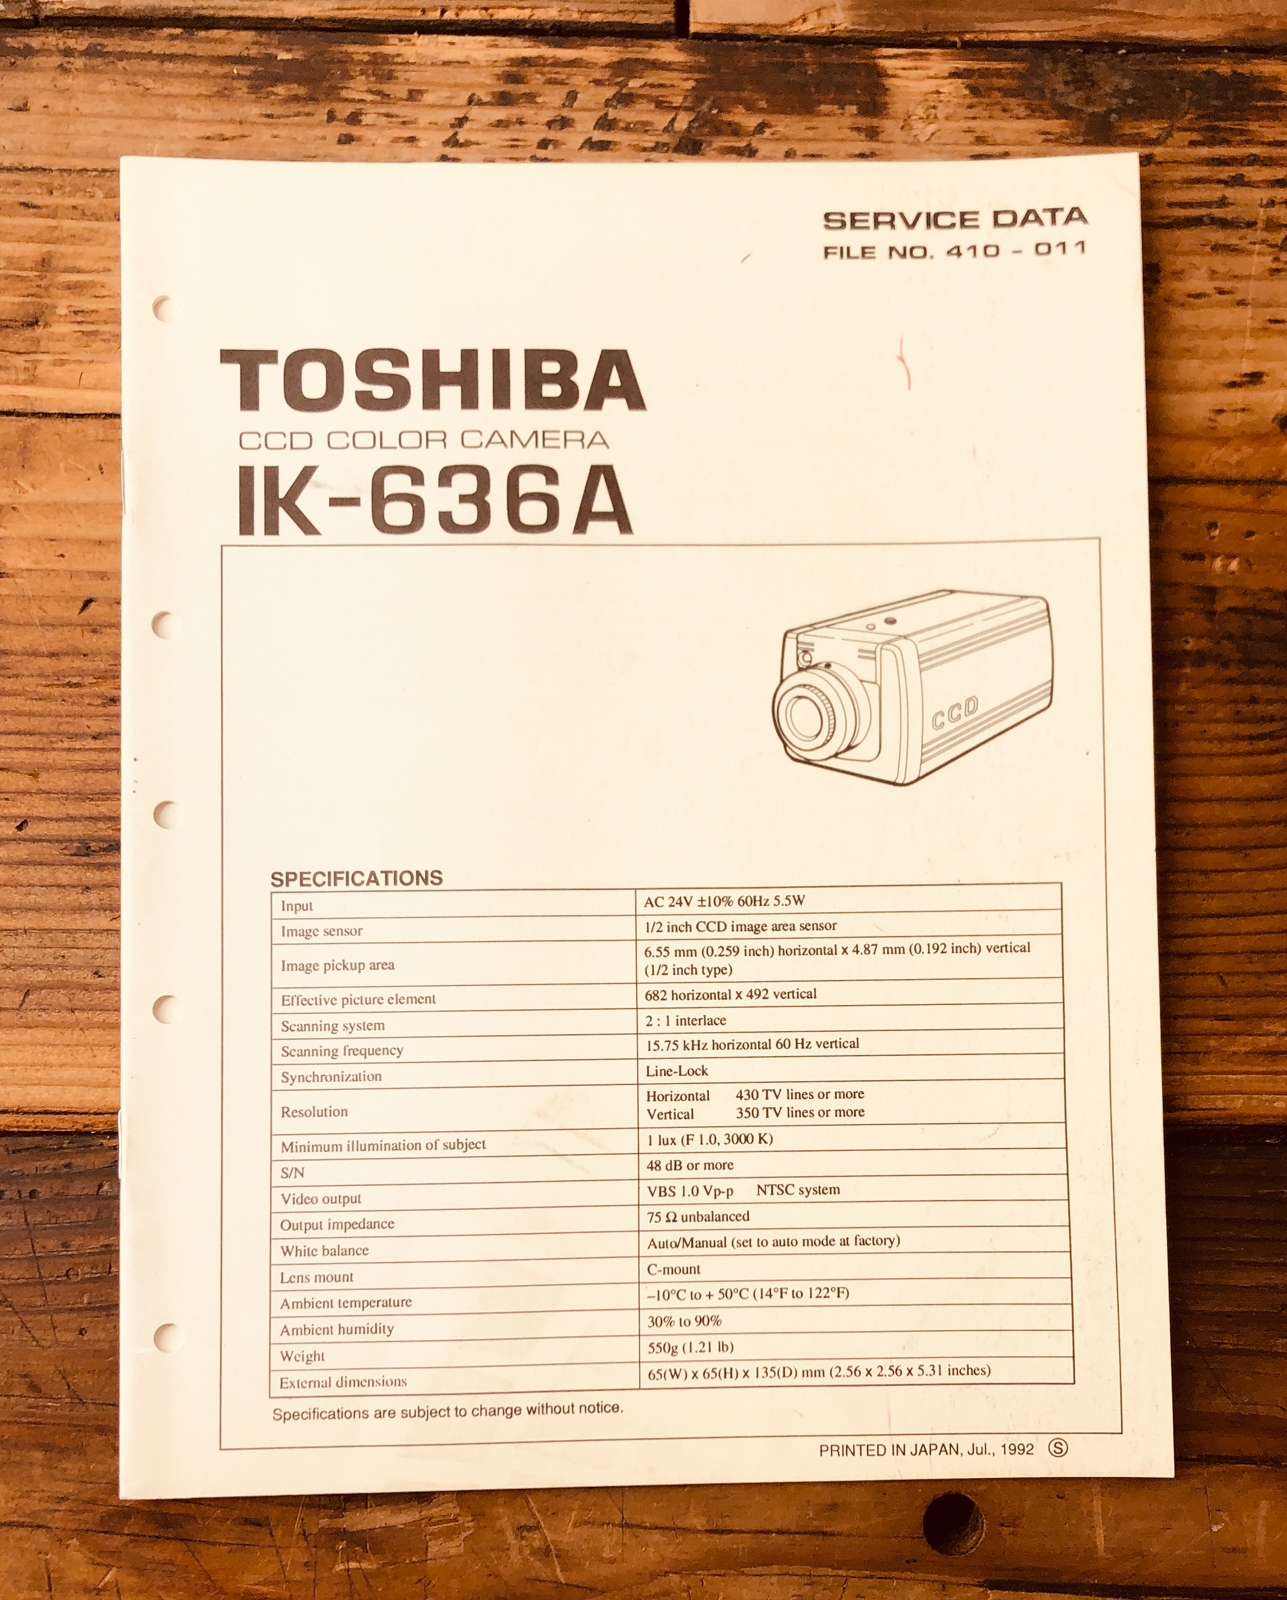 SERVICE DATA
FILE NO. 410 - 011
TOSHIBA
CCD COLOR CAMERA
IK-636A
CCD
SPECIFICATIONS
Input AC 24V ±10% 60Hz 5.5W
Image sensor 1/2 inch CCD image area sensor
Image pickup area 6.55 mm (0.259 inch) horizontal x 4.87 mm (0.192 inch) vertical
(1/2 inch type)
Effective picture element 682 horizontal x 492 vertical
Scanning system 2 : 1 interlace
Scanning frequency 15.75 kHz horizontal 60 Hz vertical
Synchronization Line-Lock
Resolution Horizontal 430 TV lines or more
Vertical 350 TV lines or more
Minimum illumination of subject 1 lux (F 1.0, 3000 K)
S/N 48 dB or more
Video output VBS 1.0 Vp-p NTSC system
Output impedance 75 Ω unbalanced
White balance Auto/Manual (set to auto mode at factory)
Lens mount C-mount
Ambient temperature –10°C to + 50°C (14°F to 122°F)
Ambient humidity 30% to 90%
Weight 550g (1.21 lb)
External dimensions 65(W) x 65(H) x 135(D) mm (2.56 x 2.56 x 5.31 inches)
Specifications are subject to change without notice.
PRINTED IN JAPAN, Jul., 1992 Ⓢ